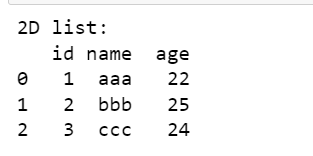 2D list:
id name age
0 1 aaa 22
1 2 bbb 25
2 3 ccc 24